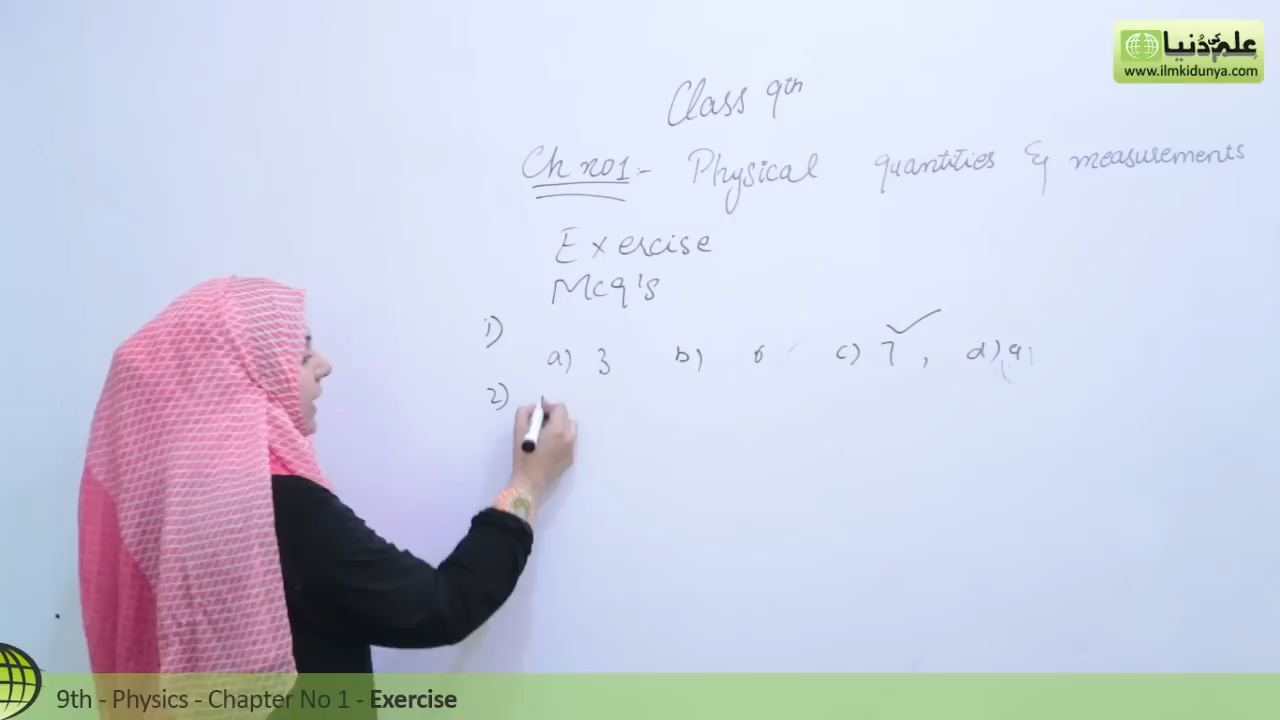 علم کی دُنیا
www.ilmkidunya.com
Class 9th
Ch no1:- Physical quantities & measurements
Exercise
Mcq's
1)
a) 3 b) 6 c) 7, d) 9
2)
9th - Physics - Chapter No 1 - Exercise